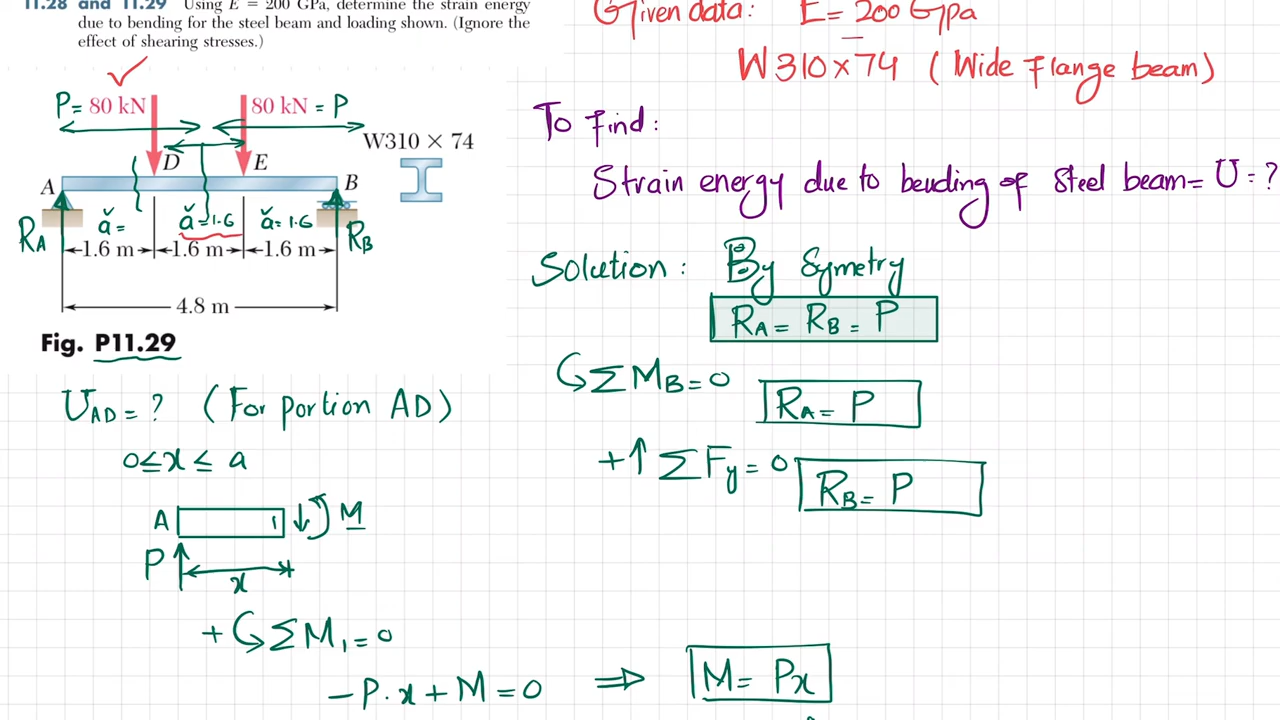 11.28 and 11.29 Using E = 200 GPa, determine the strain energy
due to bending for the steel beam and loading shown. (Ignore the
effect of shearing stresses.)
Given data: E = 200 Gpa
W310×74 (Wide flange beam)
To find:
Strain energy due to bending of steel beam = U = ?
P = 80 kN
80 kN = P
W310 × 74
D
E
A
B
RA
a =
a = 1.6
a = 1.6
RB
1.6 m
1.6 m
1.6 m
4.8 m
Fig. P11.29
Solution: By Symetry
RA = RB = P
ΣMB = 0
RA = P
+↑ ΣFy = 0
RB = P
UAD = ? (For portion AD)
0 ≤ x ≤ a
A
1
M
P
x
+ ΣM1 = 0
-P.x + M = 0 ⇒ M = Px